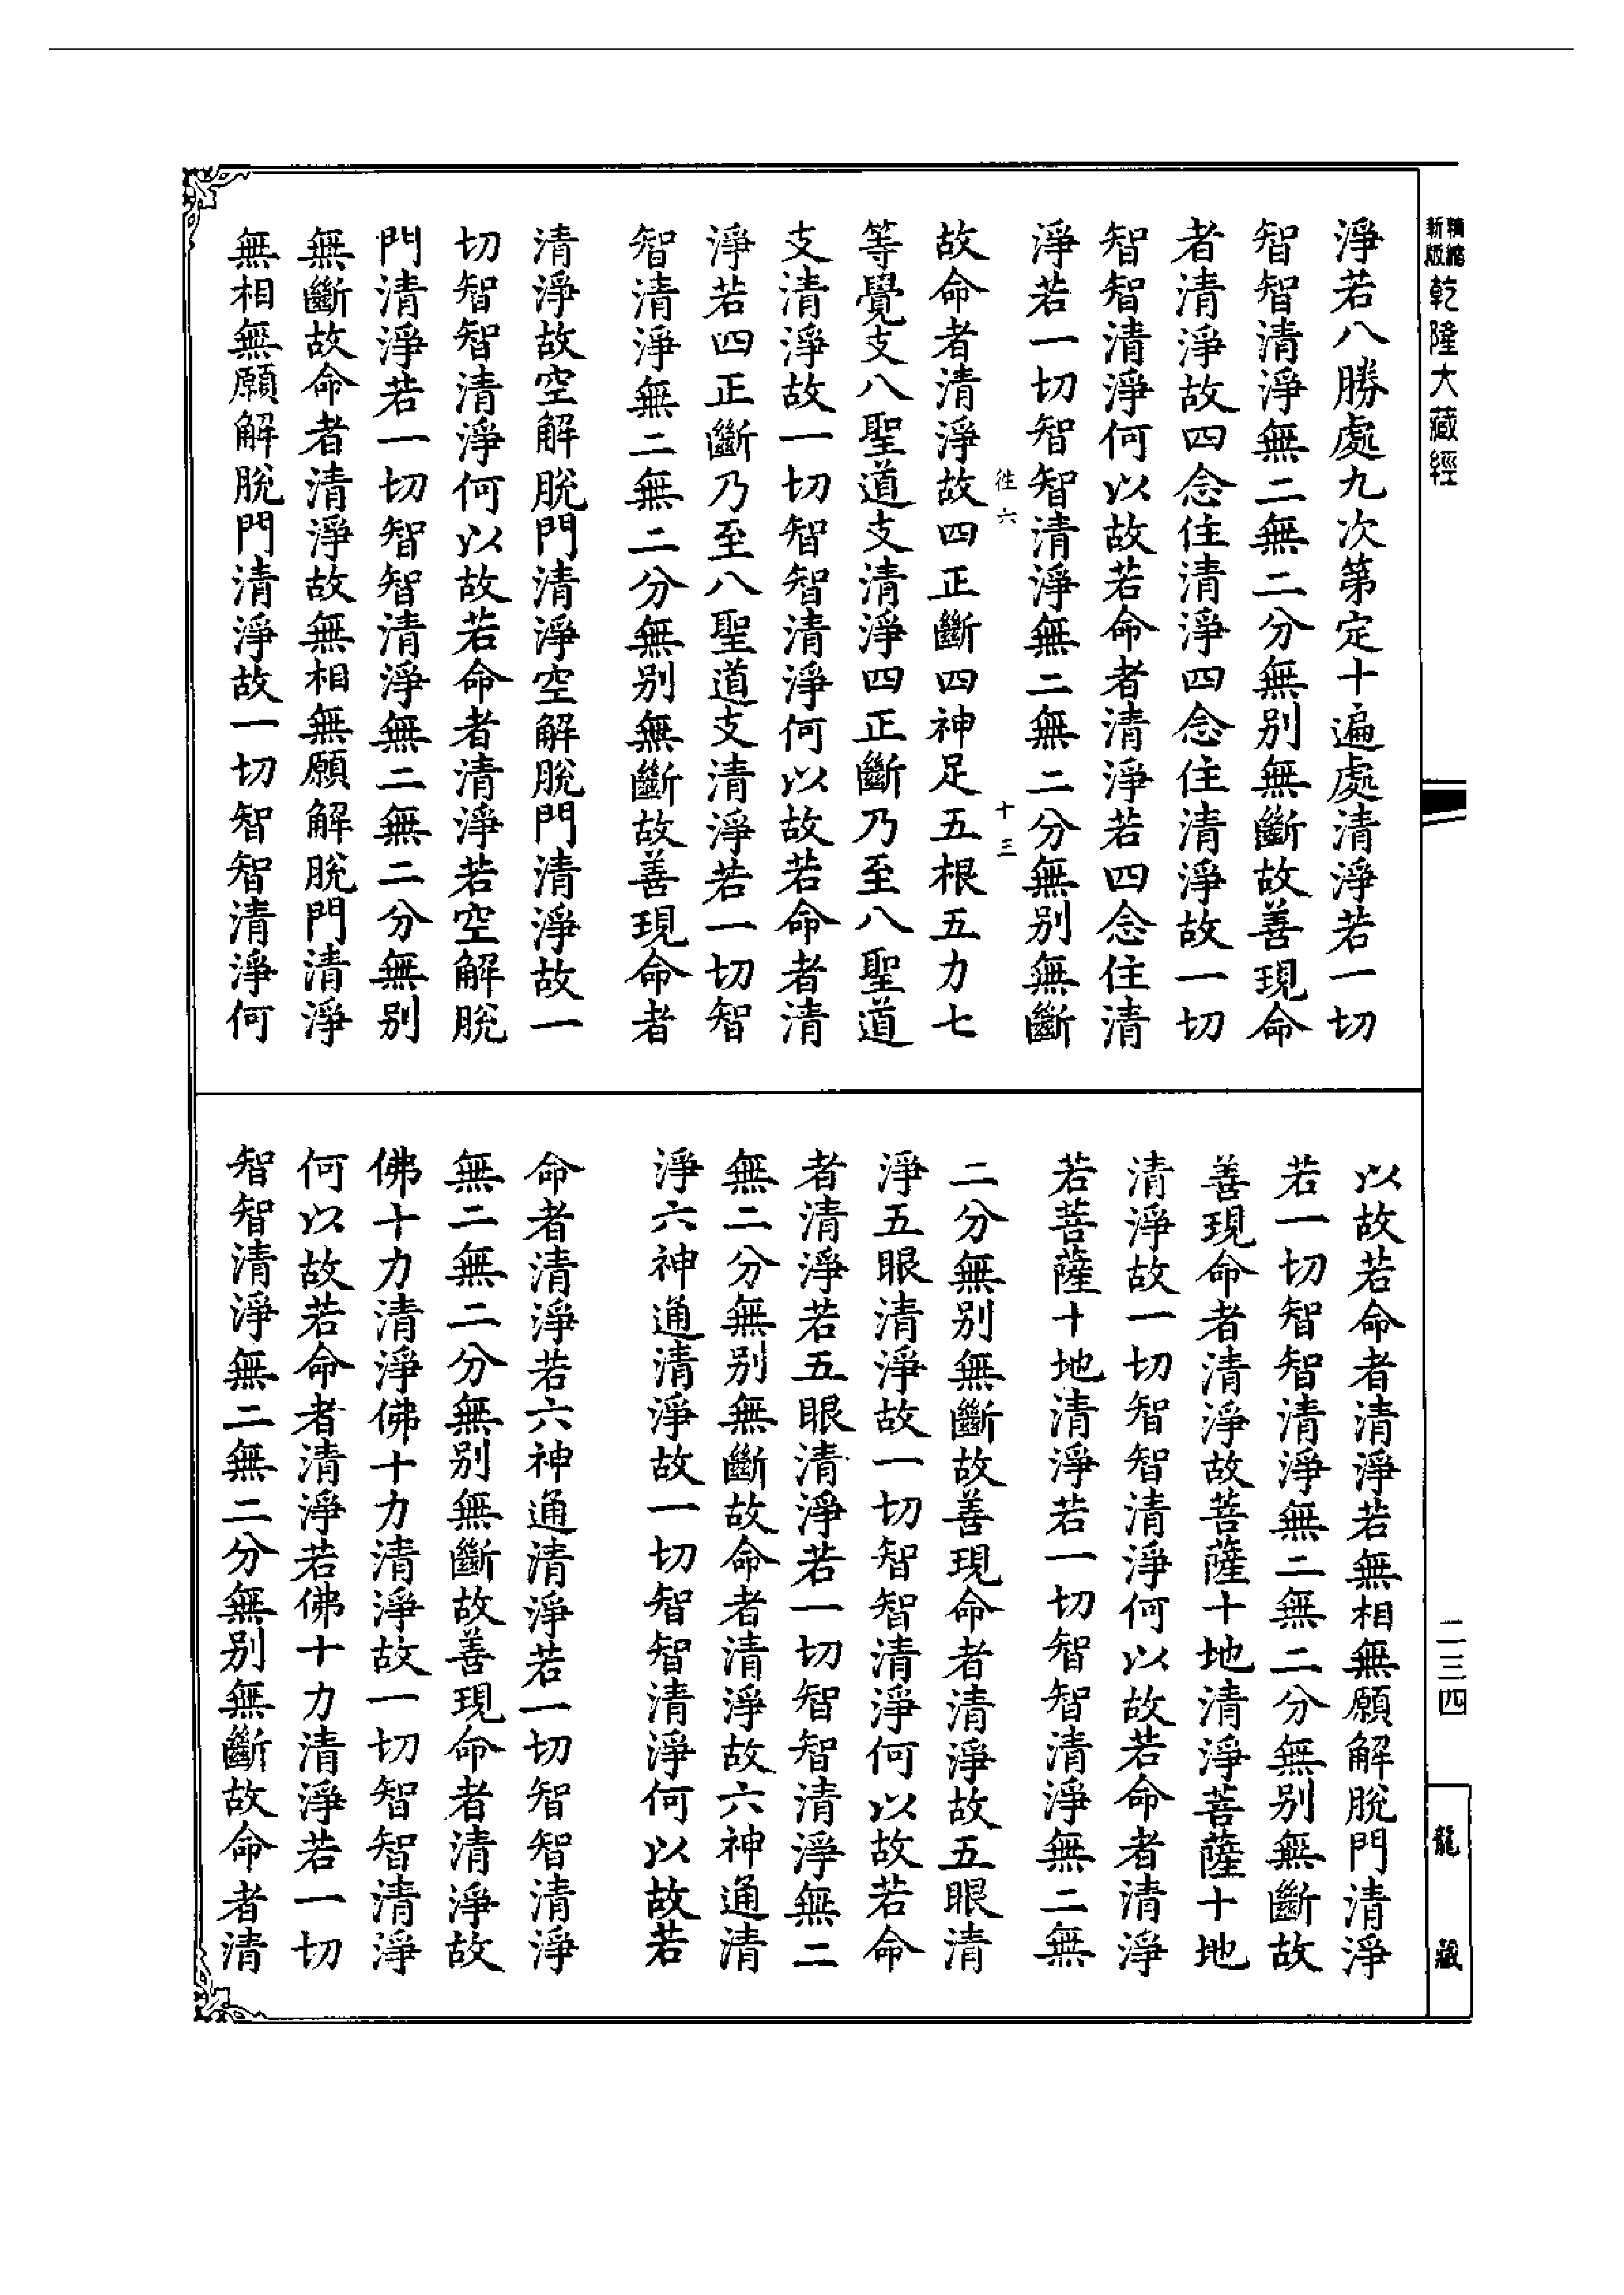 精縮新版 乾隆大藏經
淨若八勝處九次第定十遍處清淨若一切
智智清淨無二無二分無別無斷故善現命
者清淨故四念住清淨四念住清淨故一切
智智清淨何以故若命者清淨若四念住清
淨若一切智智清淨無二無二分無別無斷
往六 十三
故命者清淨故四正斷四神足五根五力七
等覺支八聖道支清淨四正斷乃至八聖道
支清淨故一切智智清淨何以故若命者清
淨若四正斷乃至八聖道支清淨若一切智
智清淨無二無二分無別無斷故善現命者
清淨故空解脫門清淨空解脫門清淨故一
切智智清淨何以故若命者清淨若空解脫
門清淨若一切智智清淨無二無二分無別
無斷故命者清淨故無相無願解脫門清淨
無相無願解脫門清淨故一切智智清淨何
以故若命者清淨若無相無願解脫門清淨
若一切智智清淨無二無二分無別無斷故
善現命者清淨故菩薩十地清淨菩薩十地
清淨故一切智智清淨何以故若命者清淨
若菩薩十地清淨若一切智智清淨無二無
二分無別無斷故善現命者清淨故五眼清
淨五眼清淨故一切智智清淨何以故若命
者清淨若五眼清淨若一切智智清淨無二
無二分無別無斷故命者清淨故六神通清
淨六神通清淨故一切智智清淨何以故若
命者清淨若六神通清淨若一切智智清淨
無二無二分無別無斷故善現命者清淨故
佛十力清淨佛十力清淨故一切智智清淨
何以故若命者清淨若佛十力清淨若一切
智智清淨無二無二分無別無斷故命者清
二三四
龍藏